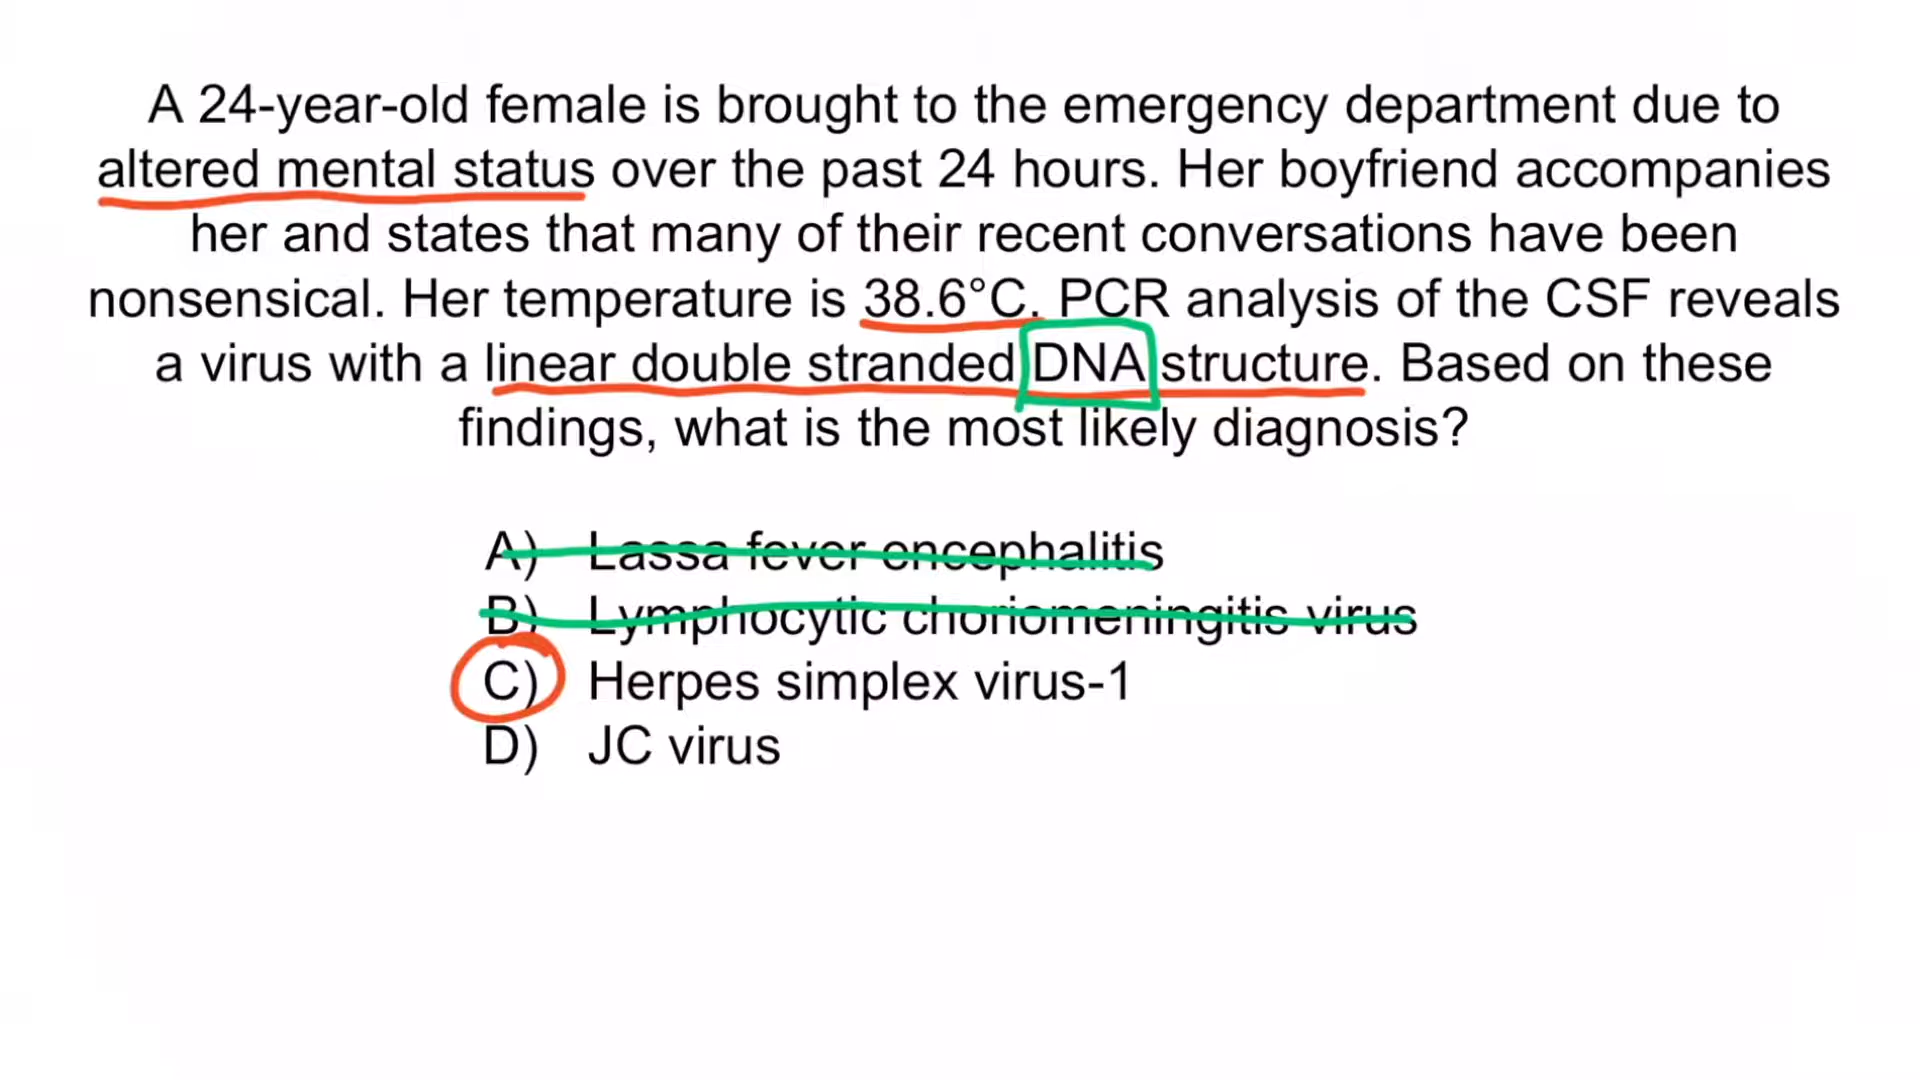 A 24-year-old female is brought to the emergency department due to
altered mental status over the past 24 hours. Her boyfriend accompanies
her and states that many of their recent conversations have been
nonsensical. Her temperature is 38.6°C. PCR analysis of the CSF reveals
a virus with a linear double stranded DNA structure. Based on these
findings, what is the most likely diagnosis?
A) Lassa fever encephalitis
B) Lymphocytic choriomeningitis virus
C) Herpes simplex virus-1
D) JC virus